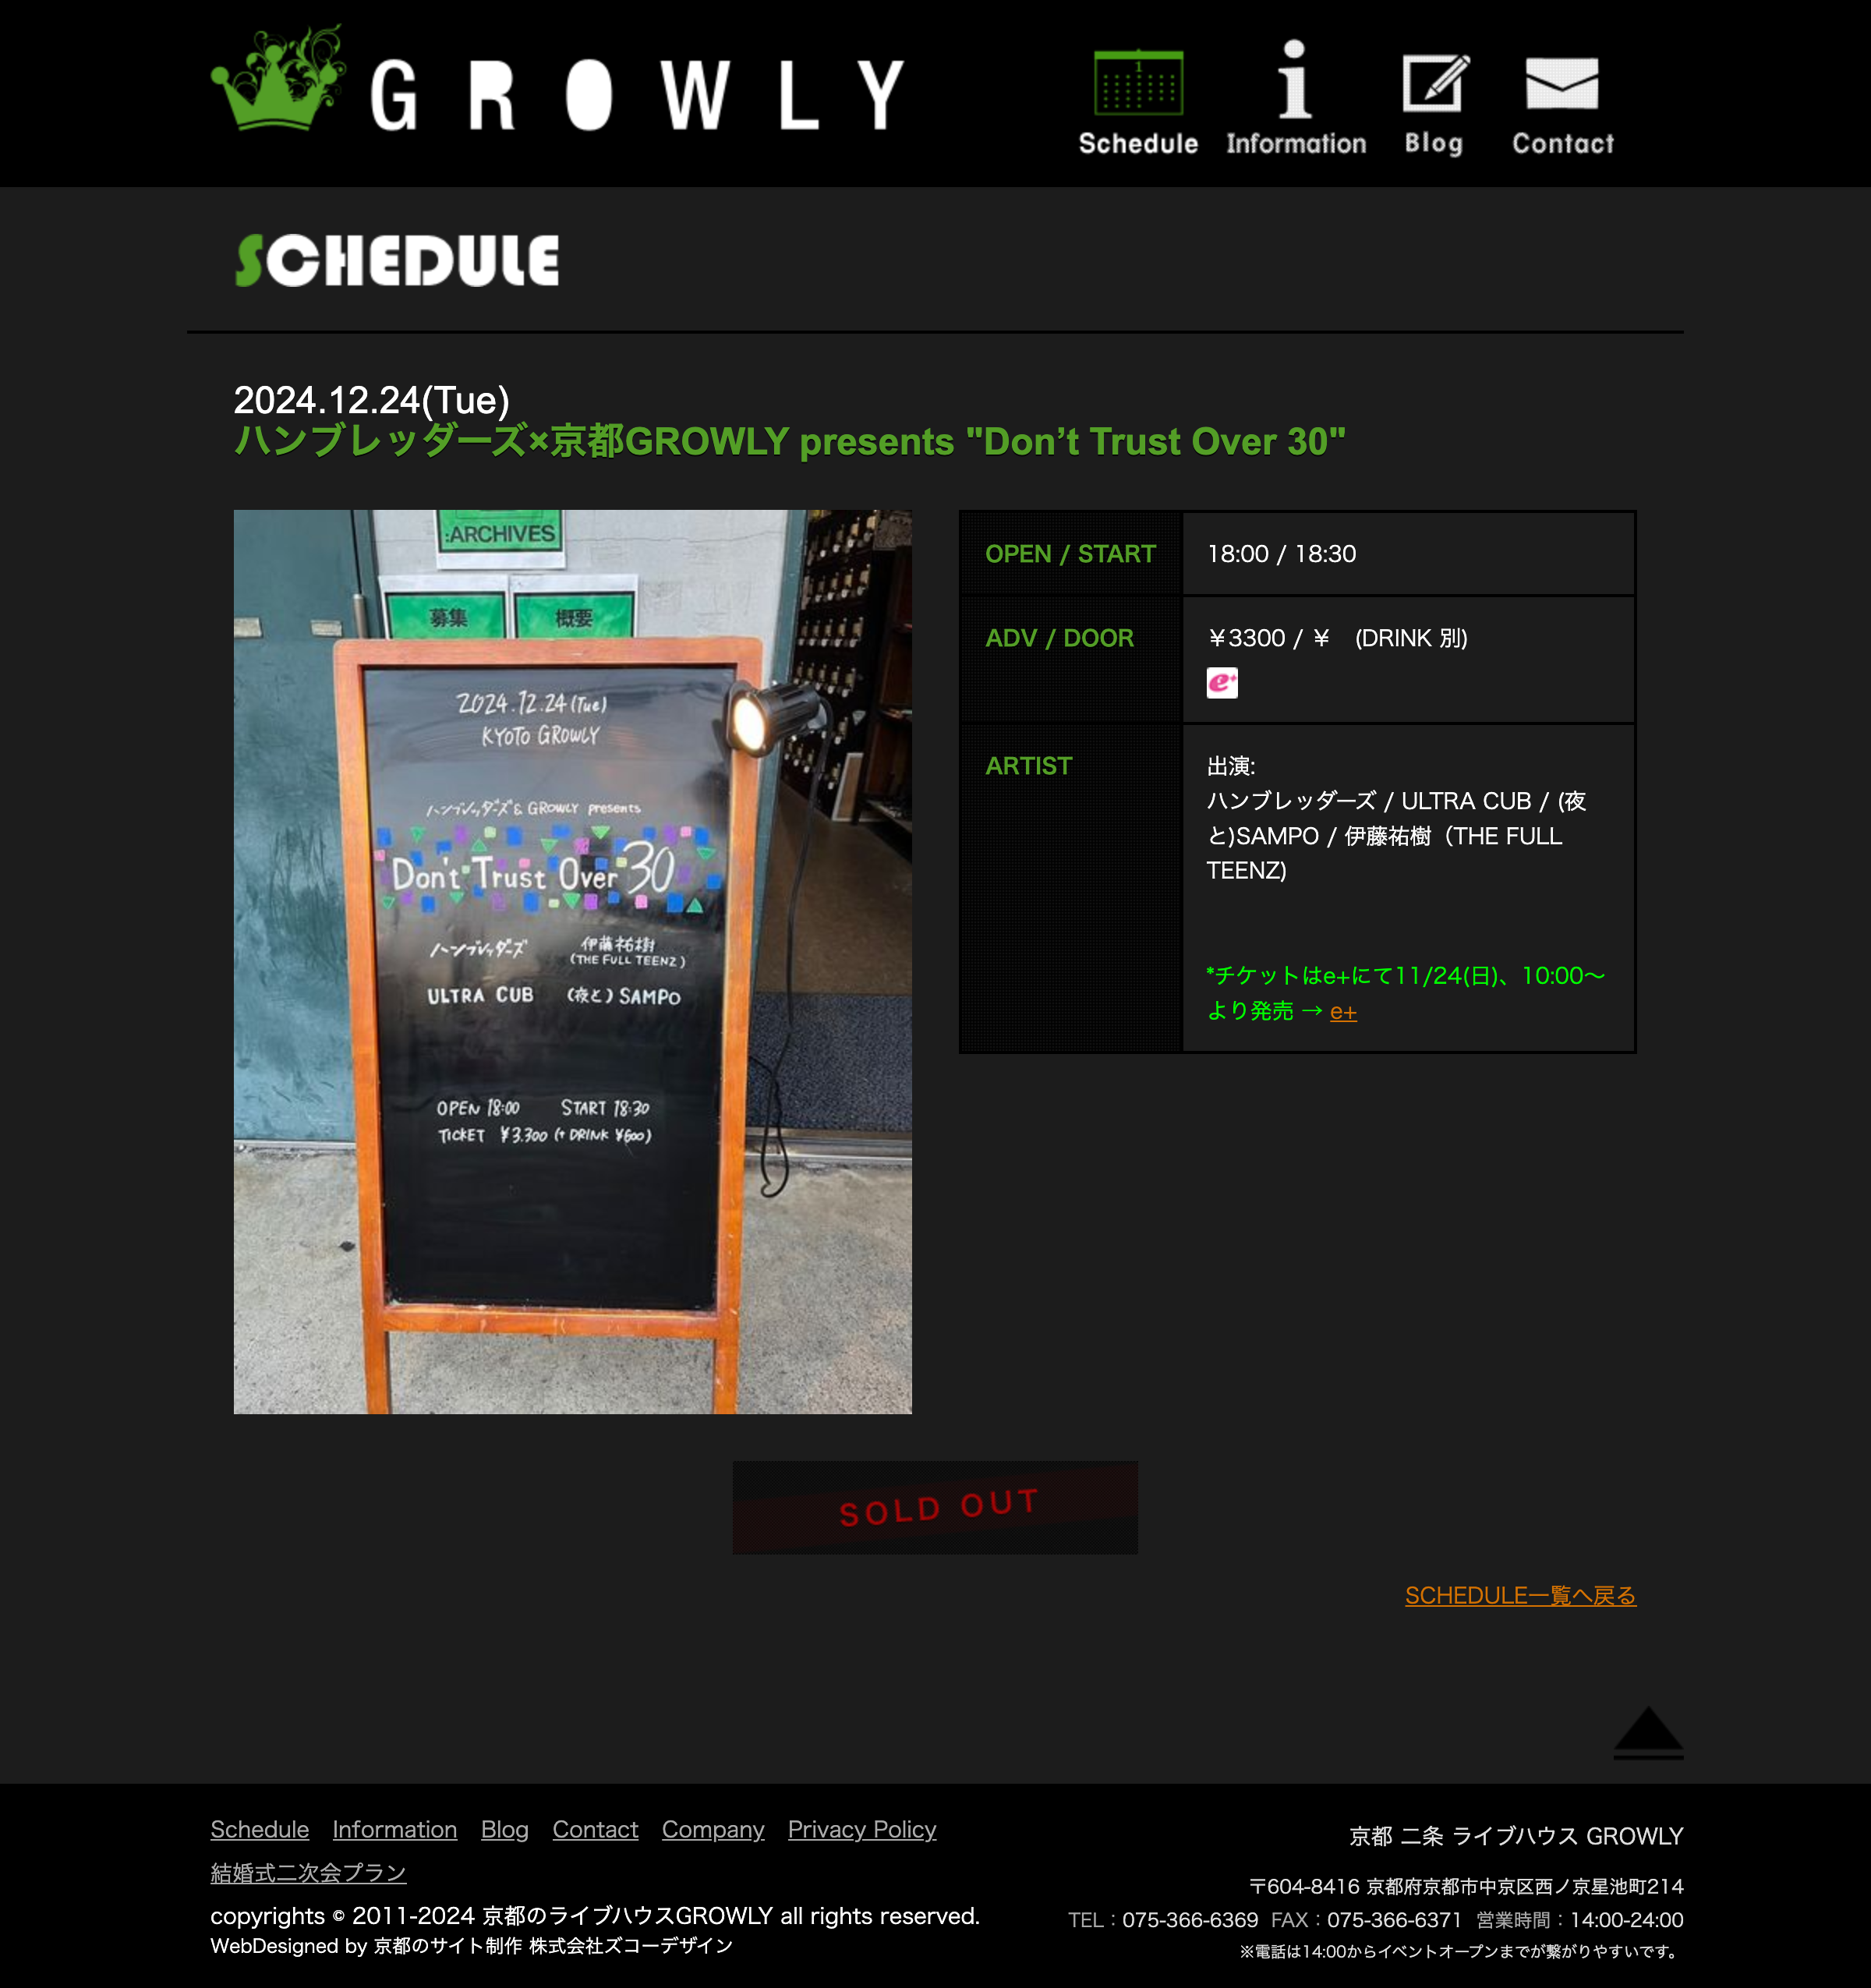 GROWLY
Schedule Information Blog Contact
SCHEDULE
2024.12.24(Tue)
ハンブレッダーズ×京都GROWLY presents "Don’t Trust Over 30"
:ARCHIVES
募集 概要
2024.12.24(Tue)
KYOTO GROWLY
ハンブレッダーズ & GROWLY presents
Don't Trust Over 30
ハンブレッダーズ 伊藤祐樹
(THE FULL TEENZ)
ULTRA CUB (夜と)SAMPO
OPEN 18:00 START 18:30
TICKET ¥3.300 (+ DRINK ¥600)
OPEN / START 18:00 / 18:30
ADV / DOOR ￥3300 / ￥　(DRINK 別)
e+
ARTIST 出演:
ハンブレッダーズ / ULTRA CUB / (夜
と)SAMPO / 伊藤祐樹（THE FULL
TEENZ)
*チケットはe+にて11/24(日)、10:00〜
より発売 → e+
SOLD OUT
SCHEDULE一覧へ戻る
Schedule Information Blog Contact Company Privacy Policy
結婚式二次会プラン
copyrights © 2011-2024 京都のライブハウスGROWLY all rights reserved.
WebDesigned by 京都のサイト制作 株式会社ズコーデザイン
京都 二条 ライブハウス GROWLY
〒604-8416 京都府京都市中京区西ノ京星池町214
TEL：075-366-6369 FAX：075-366-6371 営業時間：14:00-24:00
※電話は14:00からイベントオープンまでが繋がりやすいです。